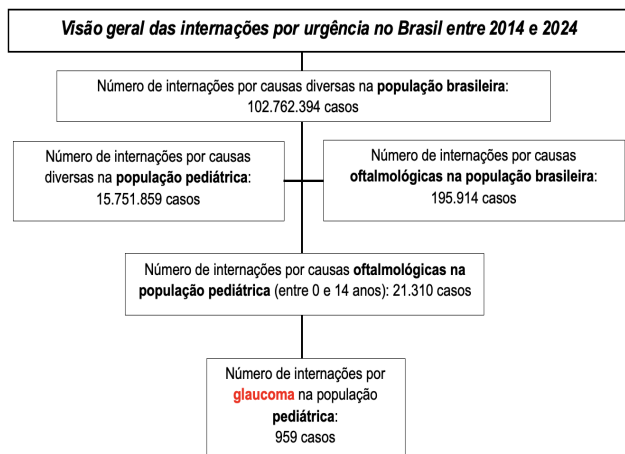 Visão geral das internações por urgência no Brasil entre 2014 e 2024
Número de internações por causas diversas na população brasileira:
102.762.394 casos
Número de internações por causas
diversas na população pediátrica:
15.751.859 casos
Número de internações por causas
oftalmológicas na população brasileira:
195.914 casos
Número de internações por causas oftalmológicas na
população pediátrica (entre 0 e 14 anos): 21.310 casos
Número de internações por
glaucoma na população
pediátrica:
959 casos